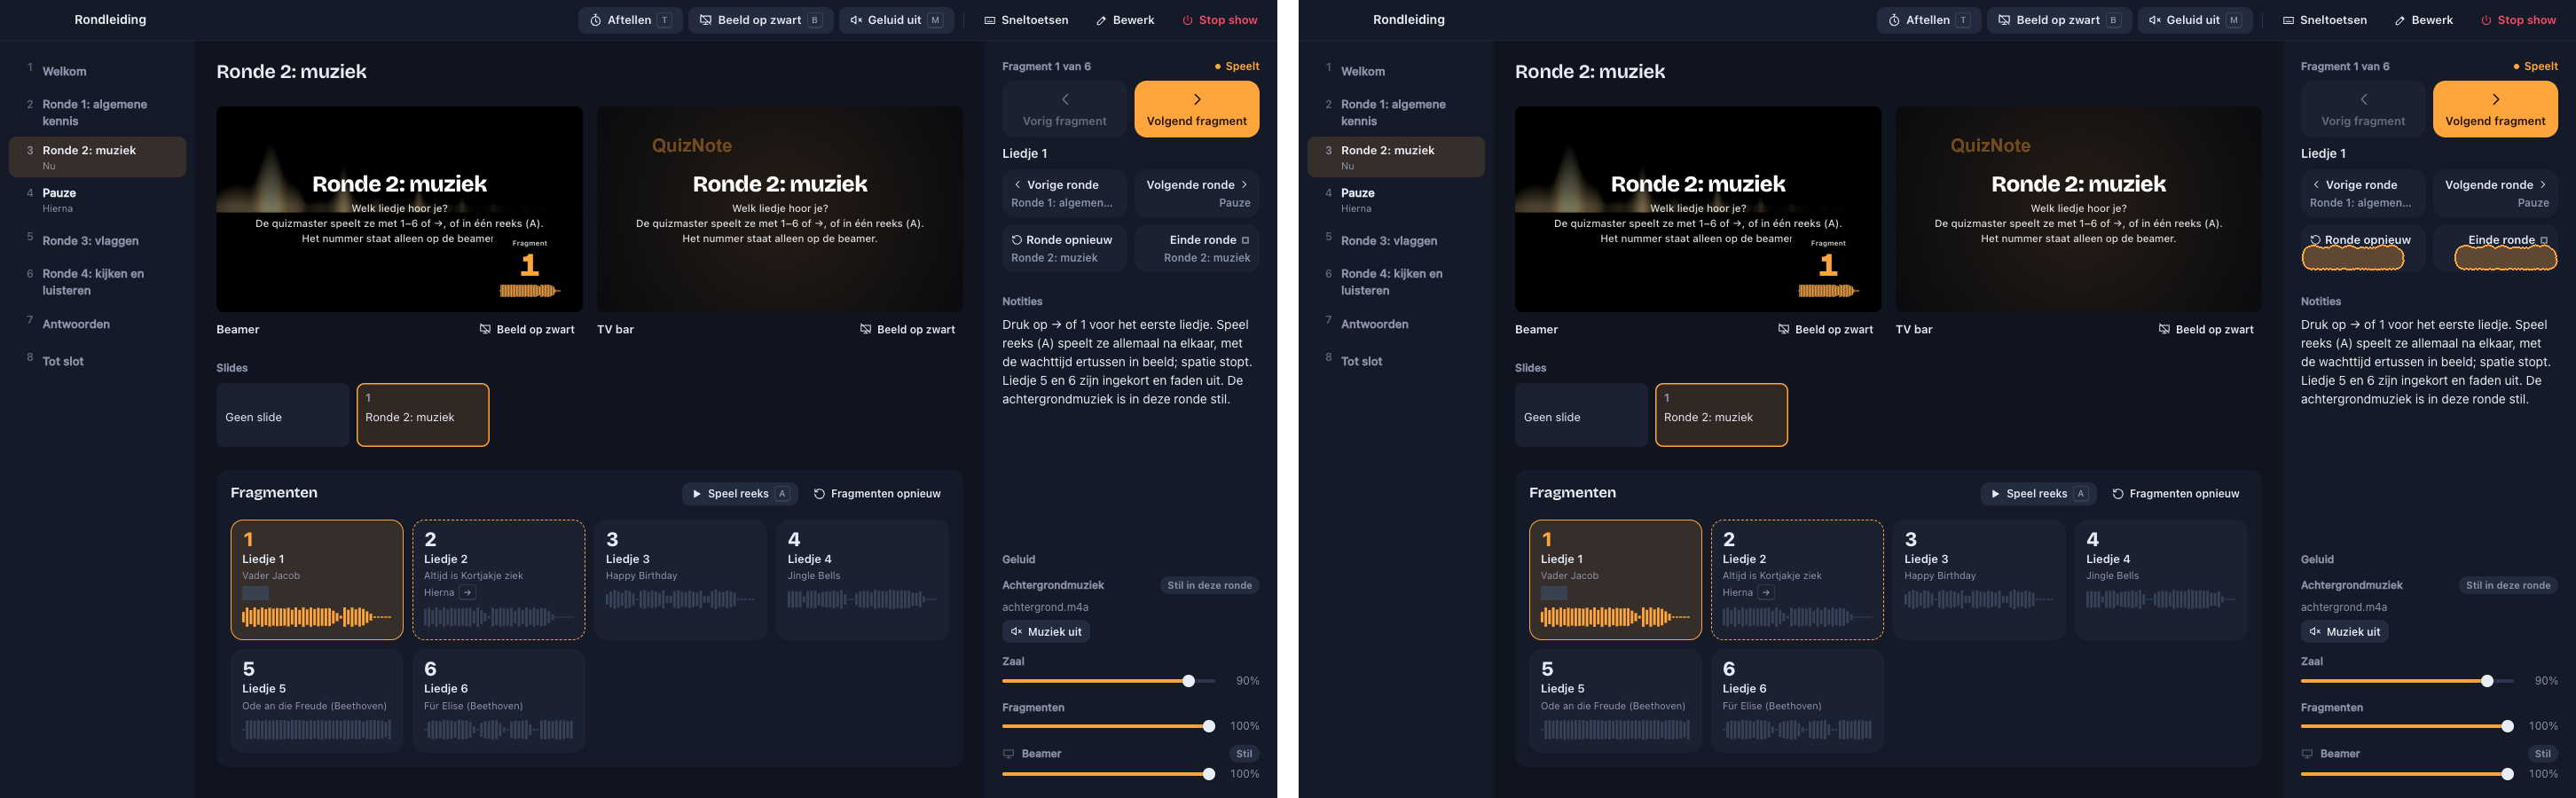 Rondleiding
Aftellen T
Beeld op zwart B
Geluid uit M
Sneltoetsen
Bewerk
Stop show
1 Welkom
2 Ronde 1: algemene
kennis
3 Ronde 2: muziek
Nu
4 Pauze
Hierna
5 Ronde 3: vlaggen
6 Ronde 4: kijken en
luisteren
7 Antwoorden
8 Tot slot
Ronde 2: muziek
Ronde 2: muziek
Welk liedje hoor je?
De quizmaster speelt ze met 1–6 of →, of in één reeks (A).
Het nummer staat alleen op de beamer
Fragment
1
QuizNote
Ronde 2: muziek
Welk liedje hoor je?
De quizmaster speelt ze met 1–6 of →, of in één reeks (A).
Het nummer staat alleen op de beamer.
Beamer
Beeld op zwart
TV bar
Beeld op zwart
Slides
Geen slide
1
Ronde 2: muziek
Fragmenten
Speel reeks A
Fragmenten opnieuw
1
Liedje 1
Vader Jacob
2
Liedje 2
Altijd is Kortjakje ziek
Hierna →
3
Liedje 3
Happy Birthday
4
Liedje 4
Jingle Bells
5
Liedje 5
Ode an die Freude (Beethoven)
6
Liedje 6
Für Elise (Beethoven)
Fragment 1 van 6
Speelt
Vorig fragment
Volgend fragment
Liedje 1
Vorige ronde
Ronde 1: algemen...
Volgende ronde
Pauze
Ronde opnieuw
Ronde 2: muziek
Einde ronde
Ronde 2: muziek
Notities
Druk op → of 1 voor het eerste liedje. Speel
reeks (A) speelt ze allemaal na elkaar, met
de wachttijd ertussen in beeld; spatie stopt.
Liedje 5 en 6 zijn ingekort en faden uit. De
achtergrondmuziek is in deze ronde stil.
Geluid
Achtergrondmuziek
Stil in deze ronde
achtergrond.m4a
Muziek uit
Zaal
90%
Fragmenten
100%
Beamer
Stil
100%
Rondleiding
Aftellen T
Beeld op zwart B
Geluid uit M
Sneltoetsen
Bewerk
Stop show
1 Welkom
2 Ronde 1: algemene
kennis
3 Ronde 2: muziek
Nu
4 Pauze
Hierna
5 Ronde 3: vlaggen
6 Ronde 4: kijken en
luisteren
7 Antwoorden
8 Tot slot
Ronde 2: muziek
Ronde 2: muziek
Welk liedje hoor je?
De quizmaster speelt ze met 1–6 of →, of in één reeks (A).
Het nummer staat alleen op de beamer
Fragment
1
QuizNote
Ronde 2: muziek
Welk liedje hoor je?
De quizmaster speelt ze met 1–6 of →, of in één reeks (A).
Het nummer staat alleen op de beamer.
Beamer
Beeld op zwart
TV bar
Beeld op zwart
Slides
Geen slide
1
Ronde 2: muziek
Fragmenten
Speel reeks A
Fragmenten opnieuw
1
Liedje 1
Vader Jacob
2
Liedje 2
Altijd is Kortjakje ziek
Hierna →
3
Liedje 3
Happy Birthday
4
Liedje 4
Jingle Bells
5
Liedje 5
Ode an die Freude (Beethoven)
6
Liedje 6
Für Elise (Beethoven)
Fragment 1 van 6
Speelt
Vorig fragment
Volgend fragment
Liedje 1
Vorige ronde
Ronde 1: algemen...
Volgende ronde
Pauze
Ronde opnieuw
Einde ronde
Notities
Druk op → of 1 voor het eerste liedje. Speel
reeks (A) speelt ze allemaal na elkaar, met
de wachttijd ertussen in beeld; spatie stopt.
Liedje 5 en 6 zijn ingekort en faden uit. De
achtergrondmuziek is in deze ronde stil.
Geluid
Achtergrondmuziek
Stil in deze ronde
achtergrond.m4a
Muziek uit
Zaal
90%
Fragmenten
100%
Beamer
Stil
100%